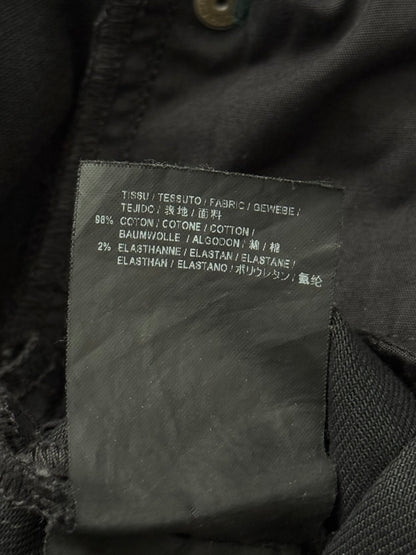 TISSU / TESSUTO / FABRIC / GEWEBE /
TEJIDO / 表地 / 面料
98% COTON / COTONE / COTTON /
BAUMWOLLE / ALGODON / 綿 / 棉
2% ELASTHANNE / ELASTAN / ELASTANE /
ELASTHAN / ELASTANO / ポリウレタン / 氨纶